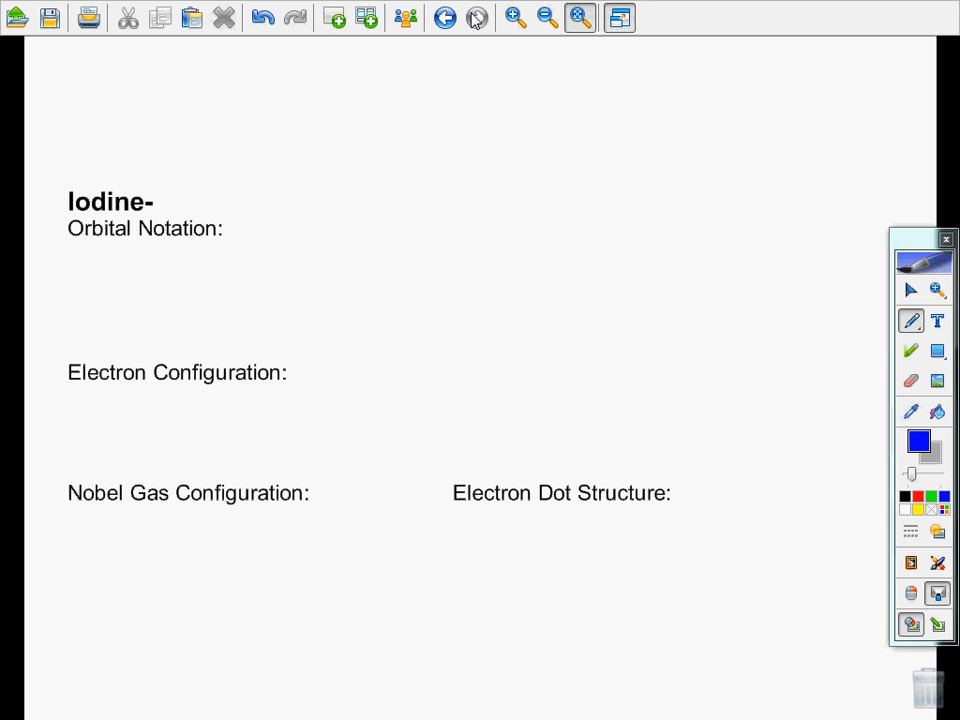 Iodine-
Orbital Notation:
Electron Configuration:
Nobel Gas Configuration:
Electron Dot Structure: